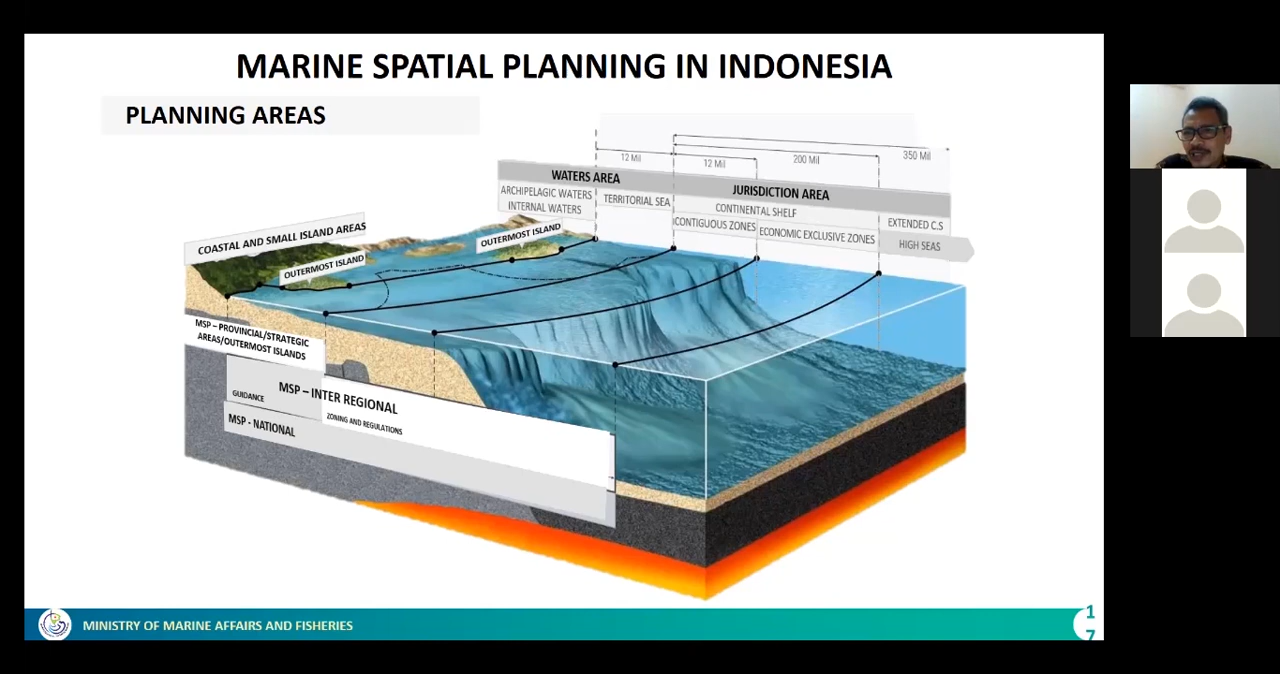 MARINE SPATIAL PLANNING IN INDONESIA
PLANNING AREAS
12 Mil
12 Mil
200 Mil
350 Mil
WATERS AREA
JURISDICTION AREA
ARCHIPELAGIC WATERS
INTERNAL WATERS
TERRITORIAL SEA
CONTINENTAL SHELF
CONTIGUOUS ZONES
ECONOMIC EXCLUSIVE ZONES
EXTENDED C.S
HIGH SEAS
COASTAL AND SMALL ISLAND AREAS
OUTERMOST ISLAND
OUTERMOST ISLAND
MSP – PROVINCIAL/STRATEGIC
AREAS/OUTERMOST ISLANDS
MSP – INTER REGIONAL
GUIDANCE
ZONING AND REGULATIONS
MSP - NATIONAL
MINISTRY OF MARINE AFFAIRS AND FISHERIES
1
7